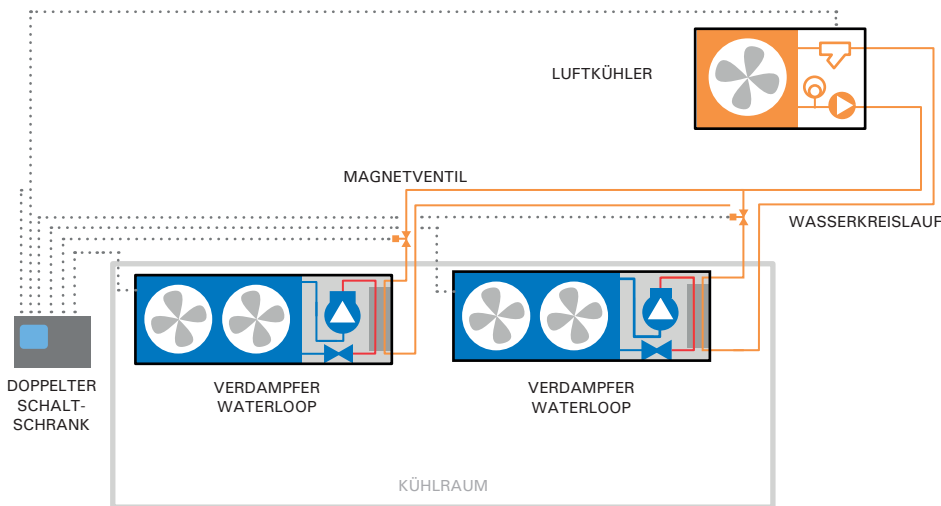 LUFTKÜHLER
MAGNETVENTIL
WASSERKREISLAUF
DOPPELTER
SCHALT-
SCHRANK
VERDAMPFER
WATERLOOP
VERDAMPFER
WATERLOOP
KÜHLRAUM